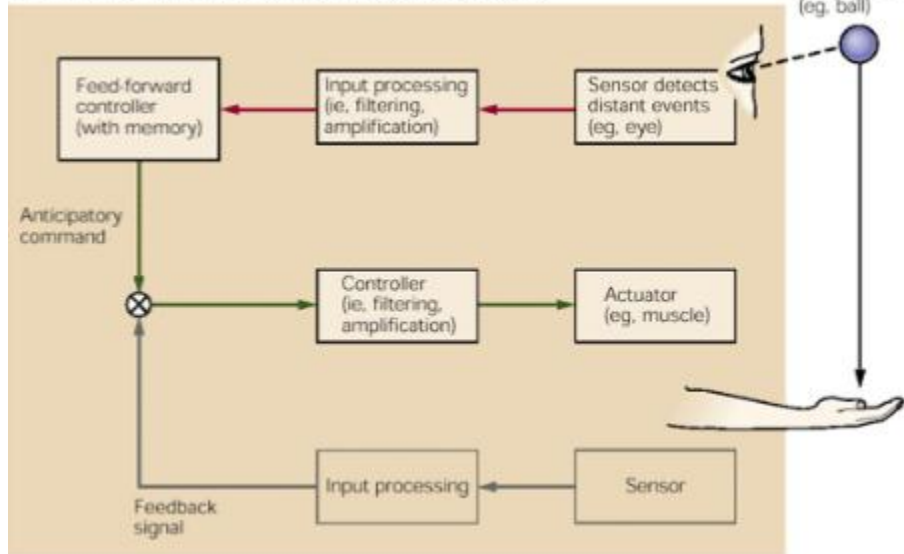 (eg, ball)
Feed-forward
controller
(with memory)
Input processing
(ie, filtering,
amplification)
Sensor detects
distant events
(eg, eye)
Anticipatory
command
Controller
(ie, filtering,
amplification)
Actuator
(eg, muscle)
Input processing
Sensor
Feedback
signal